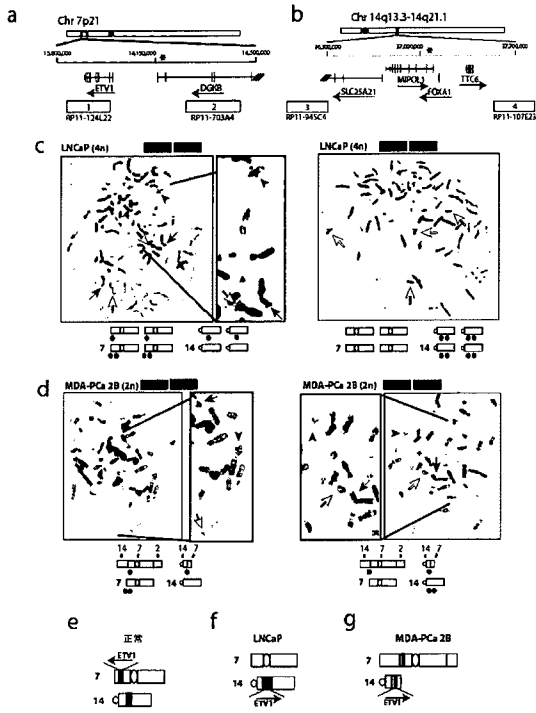 a
Chr 7p21
13,800,000
14,150,000
14,500,000
*
ETV1
DGKB
1
2
RP11-124L22
RP11-703A4
b
Chr 14q13.3-14q21.1
37,700,000
*
SLC25A21
MIPOL1
FOXA1
TTC6
3
4
RP11-945C4
RP11-107E23
c
LNCaP (4n)
LNCaP (4n)
7
14
7
14
d
MDA-PCa 2B (2n)
MDA-PCa 2B (2n)
14 7 2 14 7
7
14
14 7 2 14 7
7
14
e
正常
ETV1
7
14
f
LNCaP
7
14
ETV1
g
MDA-PCa 2B
7
14
ETV1